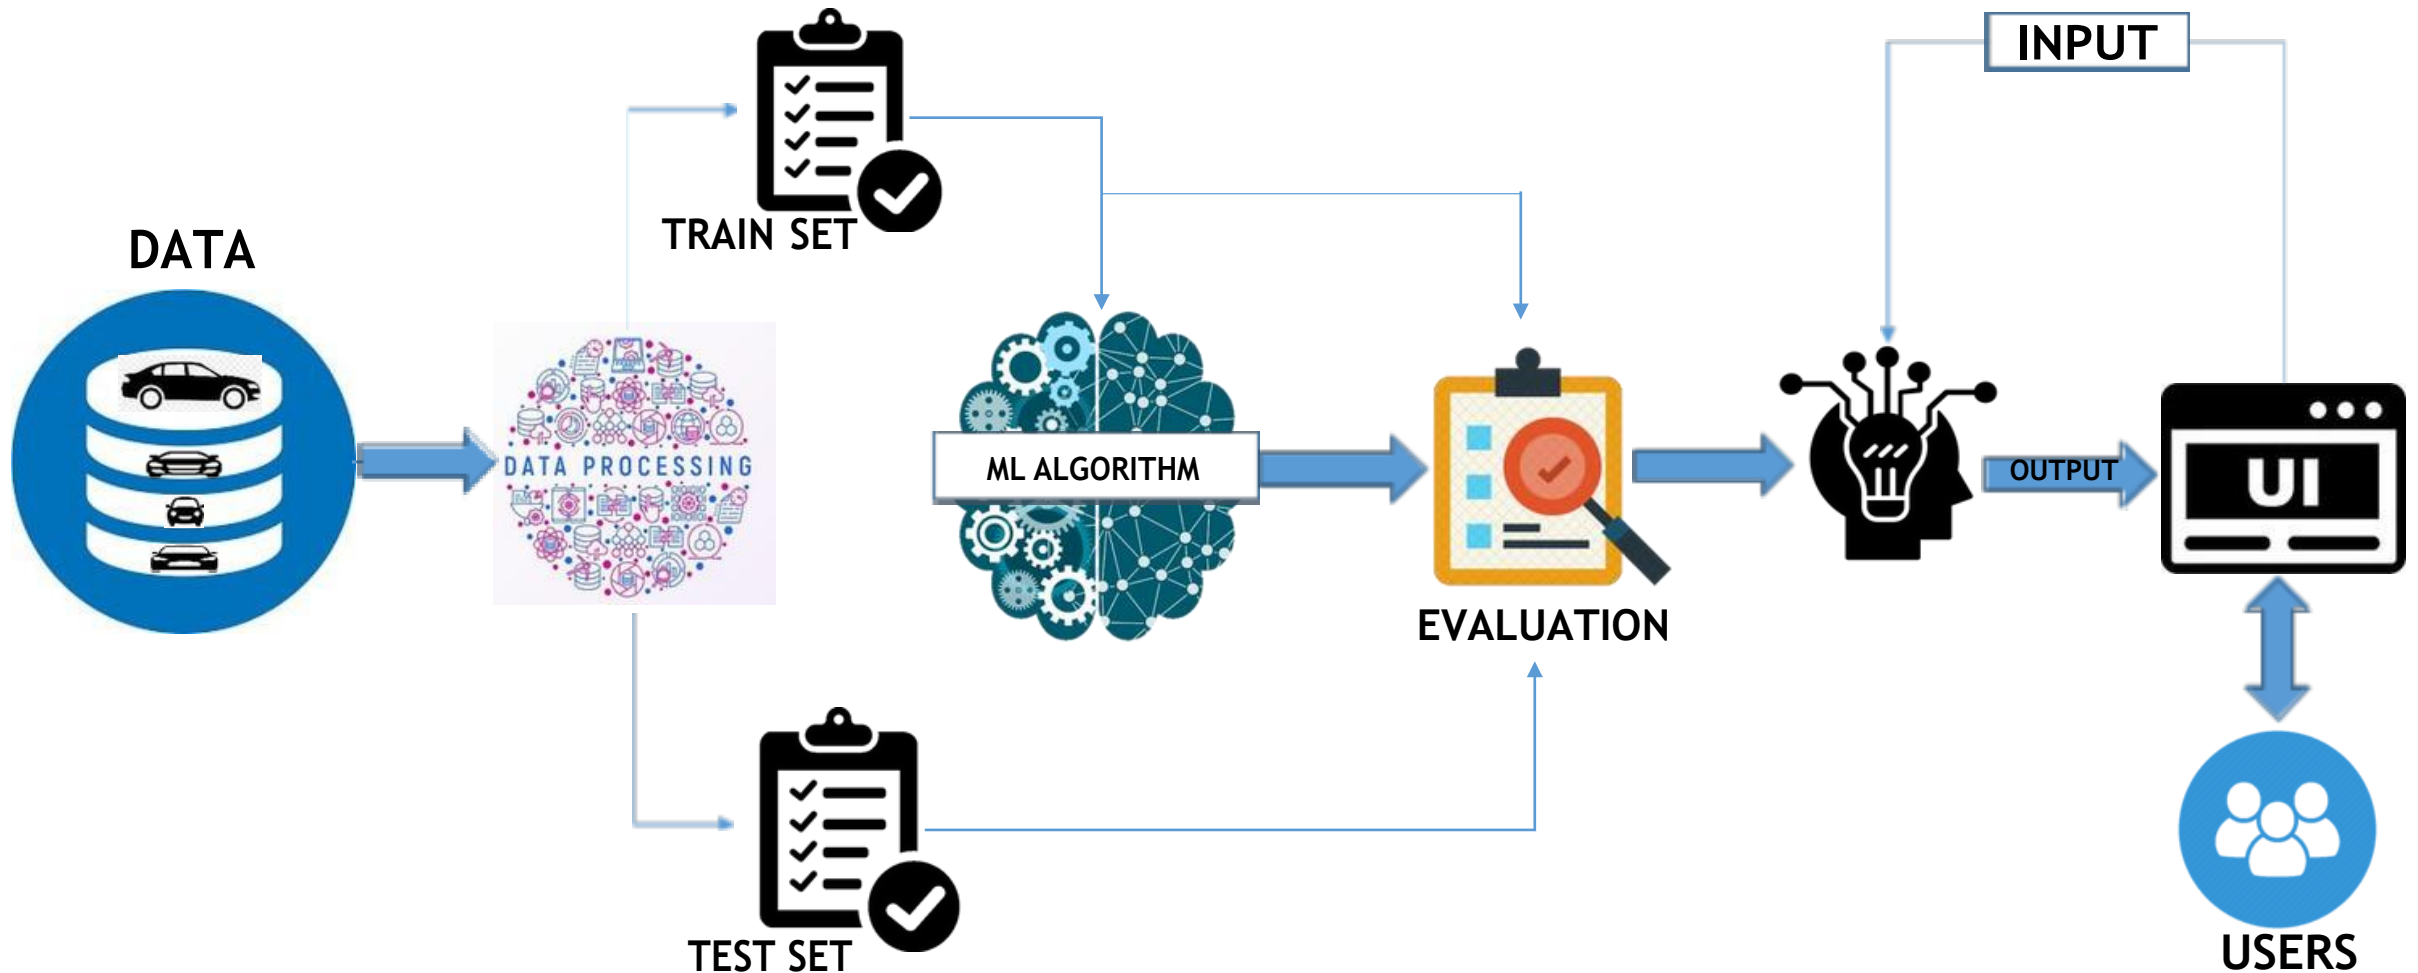 INPUT
TRAIN SET
DATA
DATA PROCESSING
ML ALGORITHM
OUTPUT
UI
EVALUATION
TEST SET
USERS